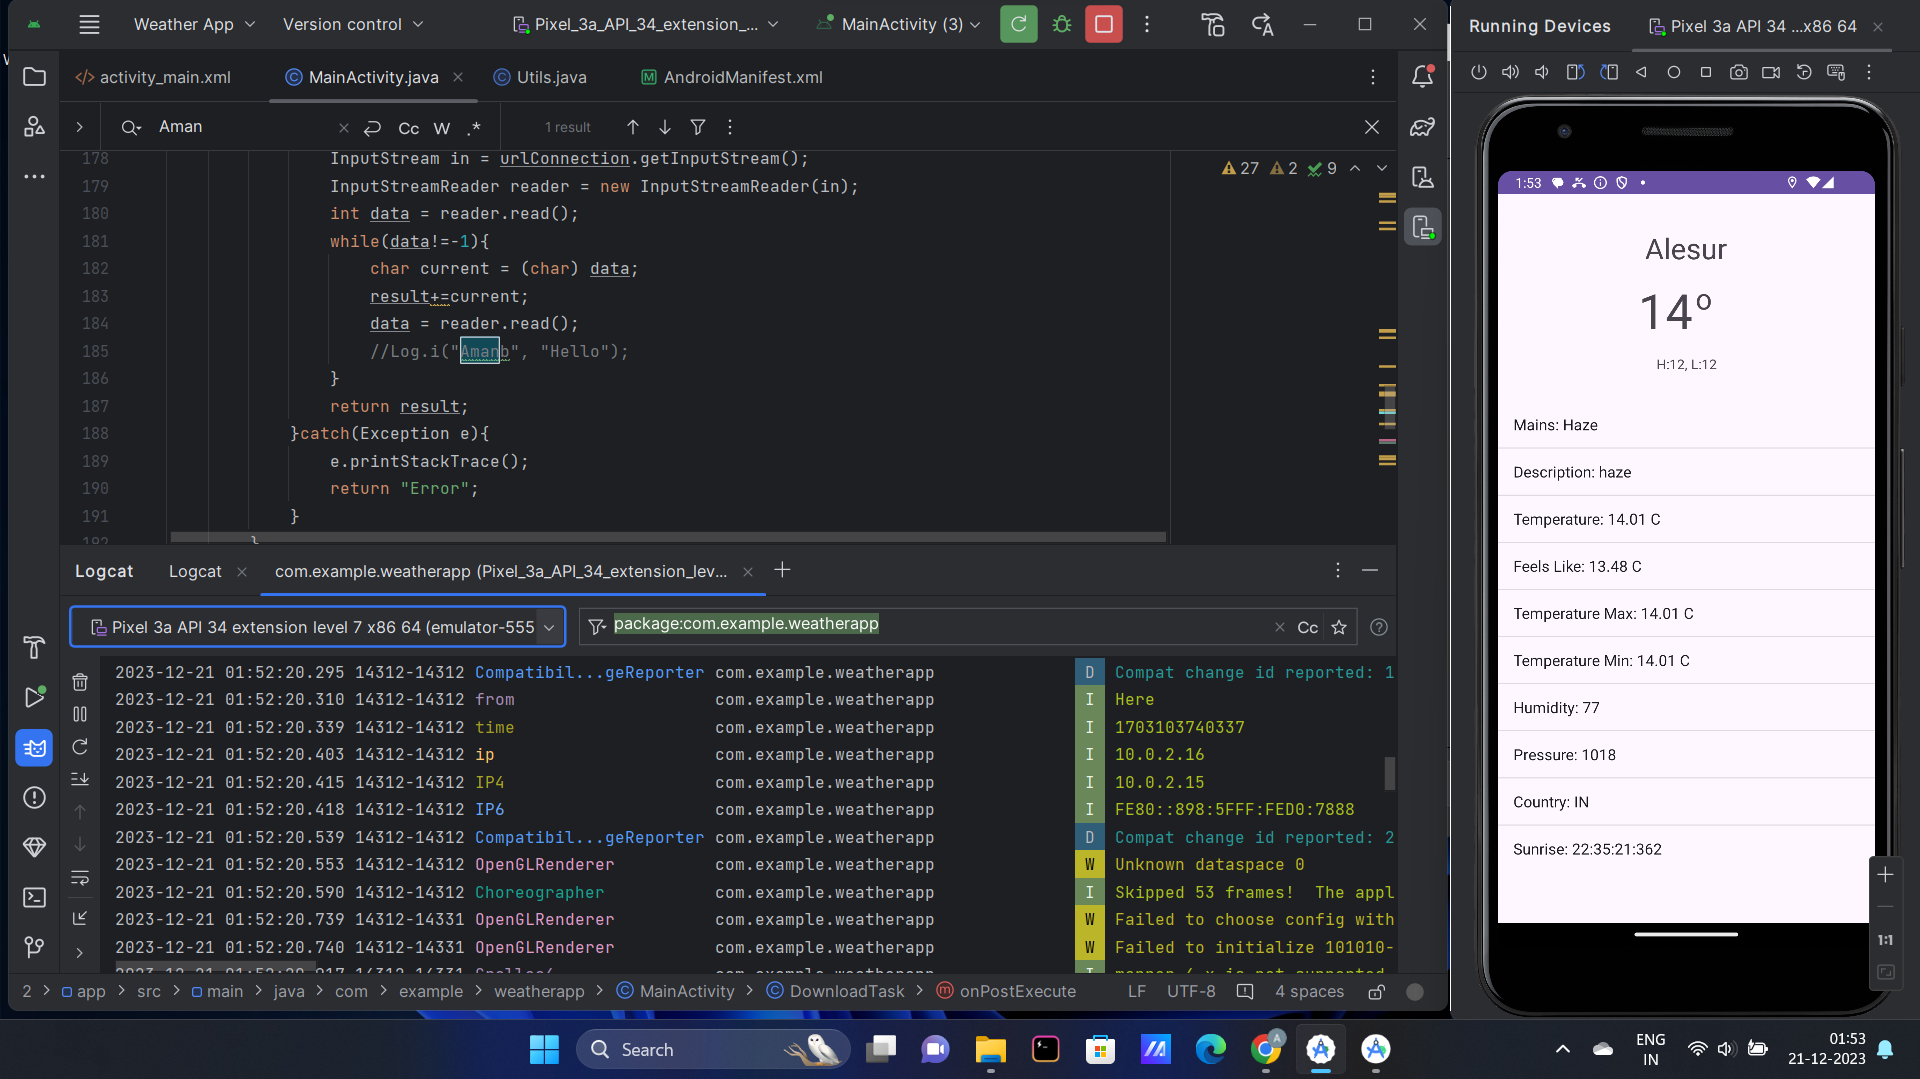 Weather App
Version control
Pixel_3a_API_34_extension_...
MainActivity (3)
Running Devices
Pixel 3a API 34 ...x86 64
activity_main.xml
MainActivity.java
Utils.java
AndroidManifest.xml
Aman
Cc W .*
1 result
27 2 9
178 InputStream in = urlConnection.getInputStream();
179 InputStreamReader reader = new InputStreamReader(in);
180 int data = reader.read();
181 while(data!=-1){
182 char current = (char) data;
183 result+=current;
184 data = reader.read();
185 //Log.i("Amanb", "Hello");
186 }
187 return result;
188 }catch(Exception e){
189 e.printStackTrace();
190 return "Error";
191 }
192 }
Logcat
Logcat
com.example.weatherapp (Pixel_3a_API_34_extension_lev...
Pixel 3a API 34 extension level 7 x86 64 (emulator-555
package:com.example.weatherapp
Cc
2023-12-21 01:52:20.295 14312-14312 Compatibil...geReporter com.example.weatherapp D Compat change id reported: 1
2023-12-21 01:52:20.310 14312-14312 from com.example.weatherapp I Here
2023-12-21 01:52:20.339 14312-14312 time com.example.weatherapp I 1703103740337
2023-12-21 01:52:20.403 14312-14312 ip com.example.weatherapp I 10.0.2.16
2023-12-21 01:52:20.415 14312-14312 IP4 com.example.weatherapp I 10.0.2.15
2023-12-21 01:52:20.418 14312-14312 IP6 com.example.weatherapp I FE80::898:5FFF:FED0:7888
2023-12-21 01:52:20.539 14312-14312 Compatibil...geReporter com.example.weatherapp D Compat change id reported: 2
2023-12-21 01:52:20.553 14312-14312 OpenGLRenderer com.example.weatherapp W Unknown dataspace 0
2023-12-21 01:52:20.590 14312-14312 Choreographer com.example.weatherapp I Skipped 53 frames! The appl
2023-12-21 01:52:20.739 14312-14331 OpenGLRenderer com.example.weatherapp W Failed to choose config with
2023-12-21 01:52:20.740 14312-14331 OpenGLRenderer com.example.weatherapp W Failed to initialize 101010-
2 > app > src > main > java > com > example > weatherapp > MainActivity > DownloadTask > onPostExecute
LF UTF-8 4 spaces
1:53
Alesur
14°
H:12, L:12
Mains: Haze
Description: haze
Temperature: 14.01 C
Feels Like: 13.48 C
Temperature Max: 14.01 C
Temperature Min: 14.01 C
Humidity: 77
Pressure: 1018
Country: IN
Sunrise: 22:35:21:362
1:1
Search
A
ENG
IN
01:53
21-12-2023